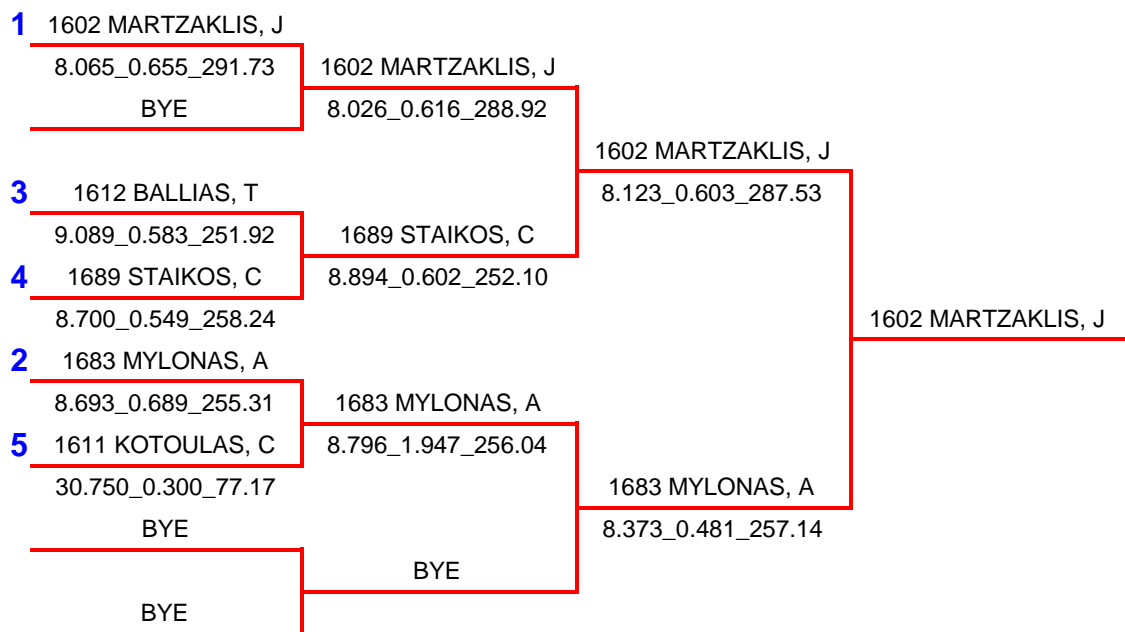 1 1602 MARTZAKLIS, J
8.065_0.655_291.73
BYE
3 1612 BALLIAS, T
9.089_0.583_251.92
4 1689 STAIKOS, C
8.700_0.549_258.24
2 1683 MYLONAS, A
8.693_0.689_255.31
5 1611 KOTOULAS, C
30.750_0.300_77.17
BYE
BYE
1602 MARTZAKLIS, J
8.026_0.616_288.92
1689 STAIKOS, C
8.894_0.602_252.10
1683 MYLONAS, A
8.796_1.947_256.04
BYE
1602 MARTZAKLIS, J
8.123_0.603_287.53
1683 MYLONAS, A
8.373_0.481_257.14
1602 MARTZAKLIS, J